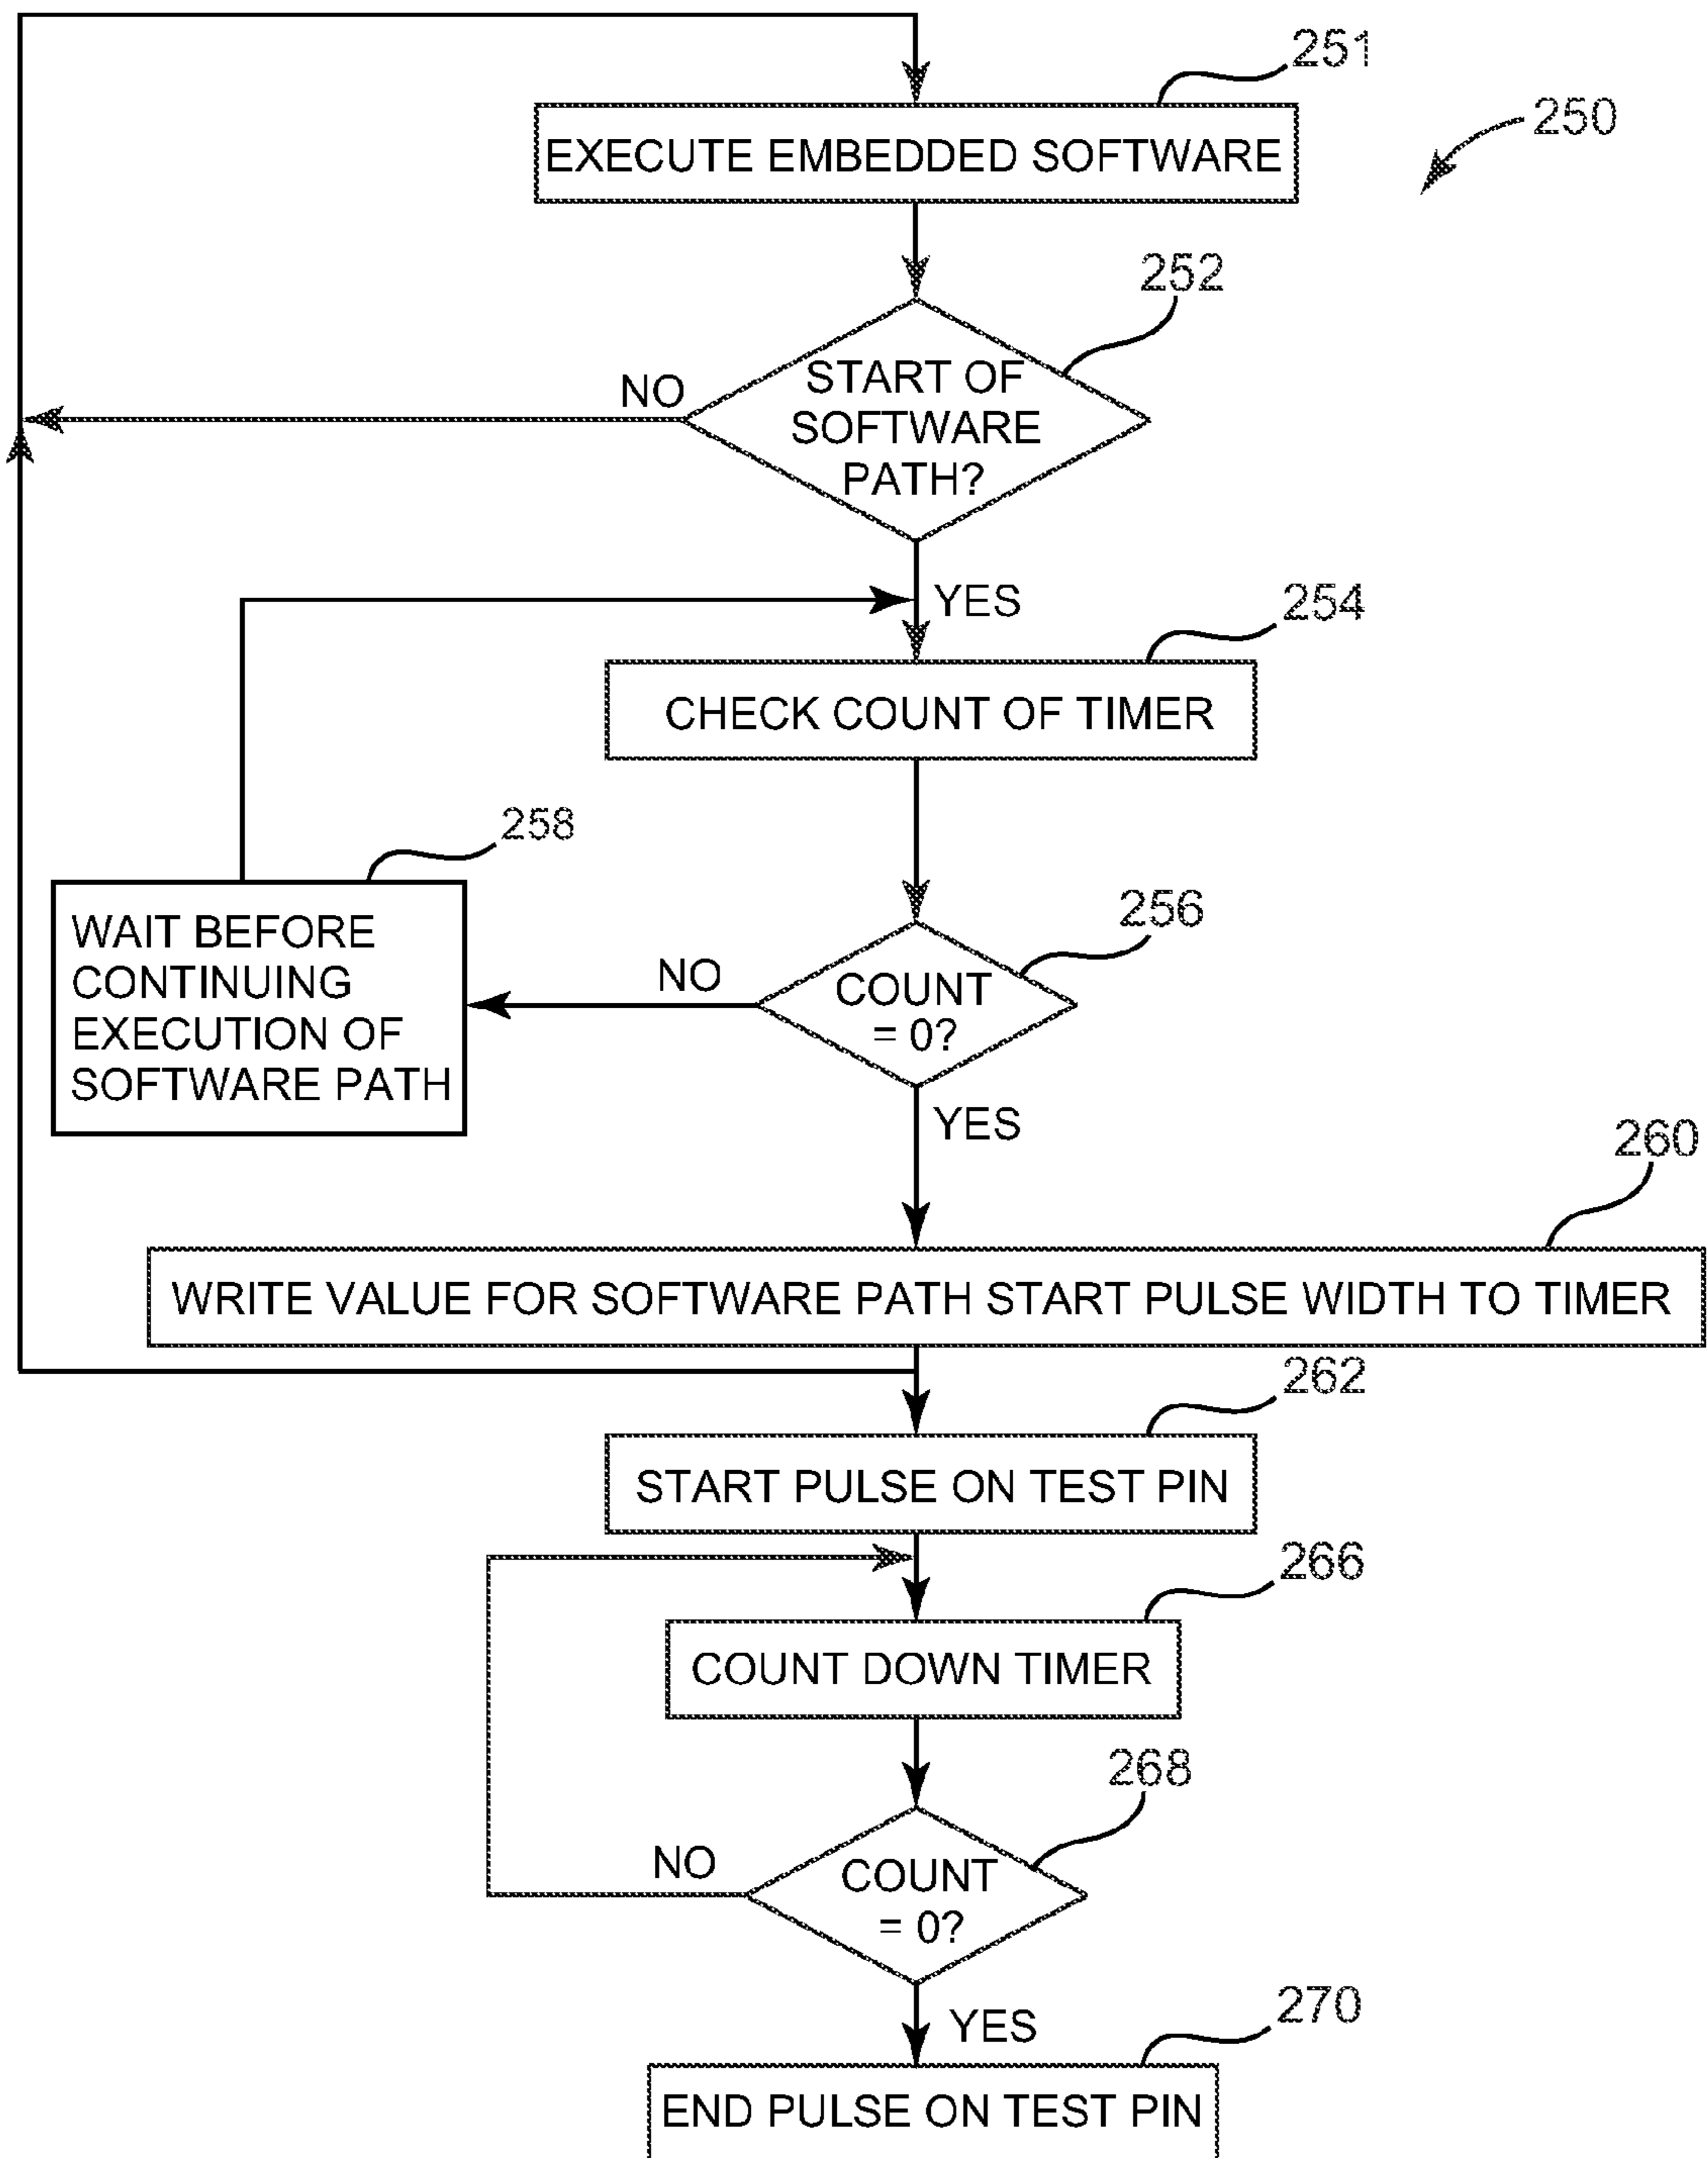 251
250
EXECUTE EMBEDDED SOFTWARE
252
START OF
SOFTWARE
PATH?
NO
YES
254
CHECK COUNT OF TIMER
258
256
WAIT BEFORE
CONTINUING
EXECUTION OF
SOFTWARE PATH
NO
COUNT
= 0?
YES
260
WRITE VALUE FOR SOFTWARE PATH START PULSE WIDTH TO TIMER
262
START PULSE ON TEST PIN
266
COUNT DOWN TIMER
268
NO
COUNT
= 0?
YES
270
END PULSE ON TEST PIN